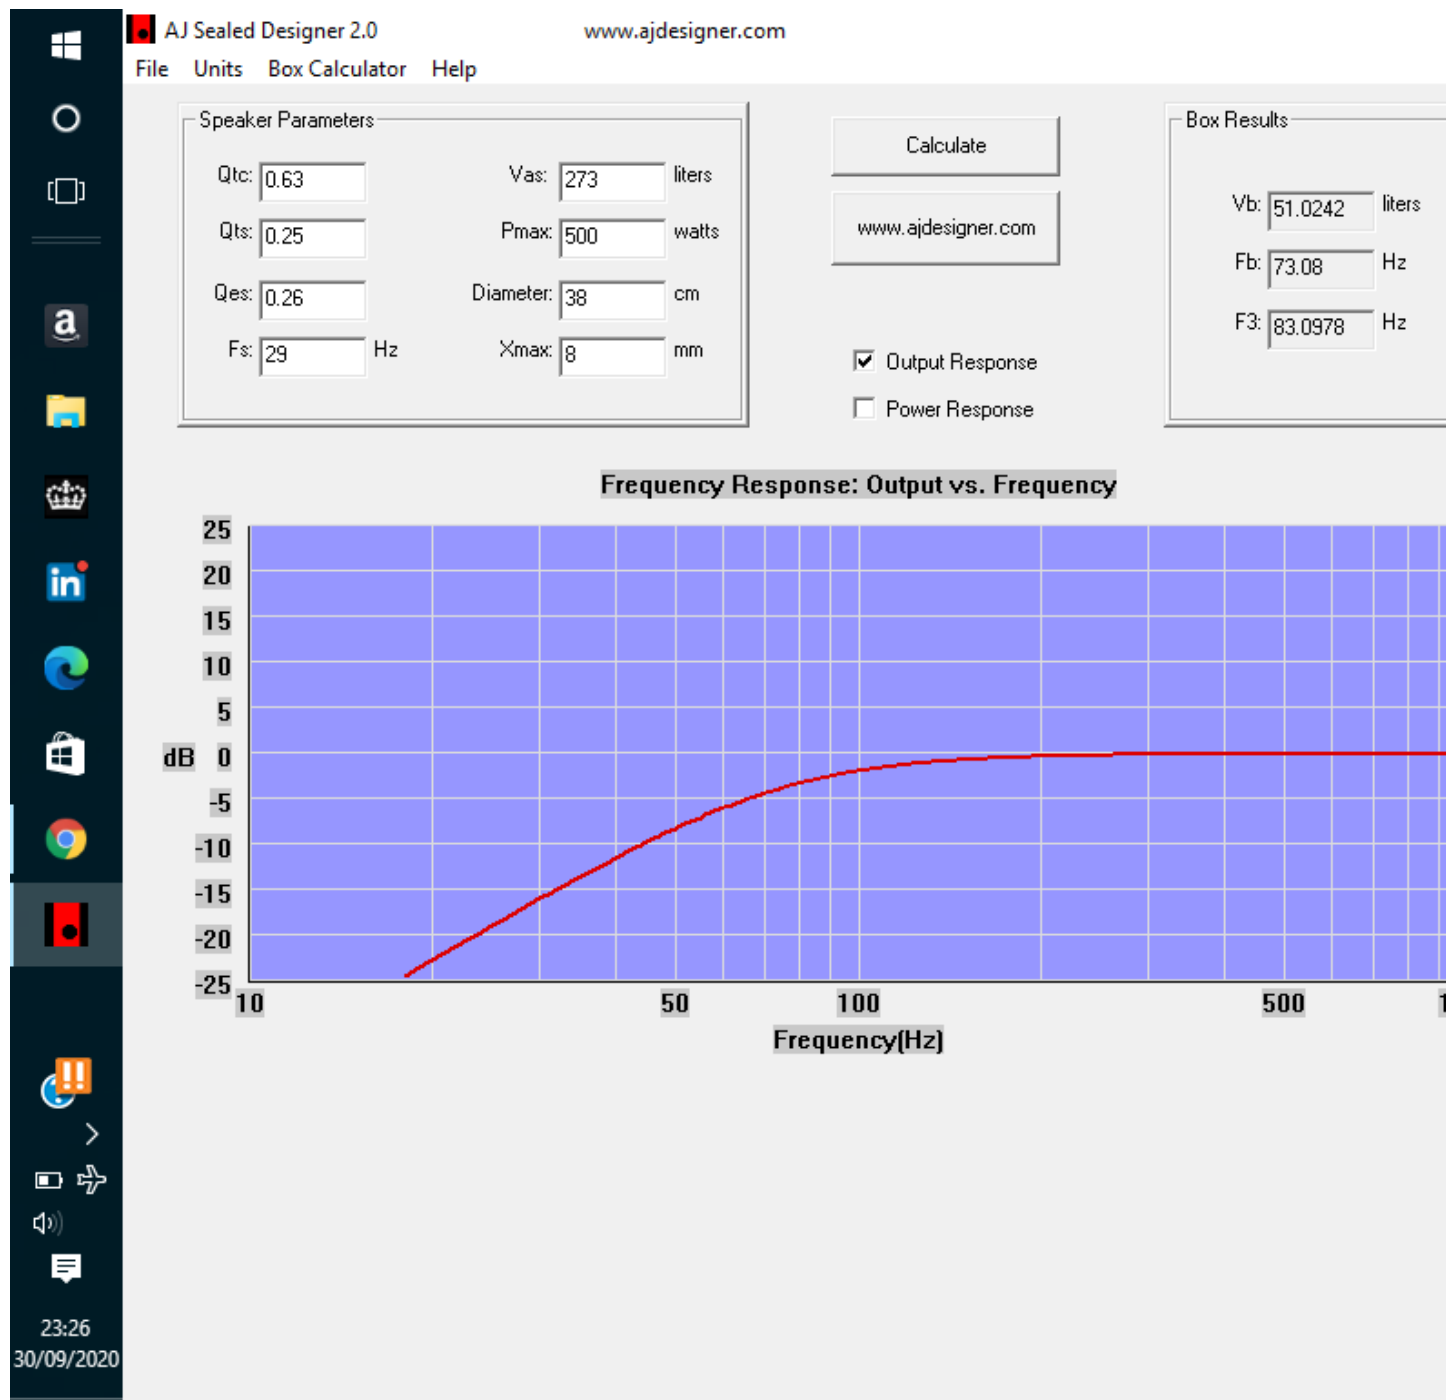 AJ Sealed Designer 2.0 www.ajdesigner.com
File Units Box Calculator Help
Speaker Parameters
Qtc: 0.63 Vas: 273 liters
Qts: 0.25 Pmax: 500 watts
Qes: 0.26 Diameter: 38 cm
Fs: 29 Hz Xmax: 8 mm
Calculate
www.ajdesigner.com
Output Response
Power Response
Box Results
Vb: 51.0242 liters
Fb: 73.08 Hz
F3: 83.0978 Hz
Frequency Response: Output vs. Frequency
25
20
15
10
5
dB 0
-5
-10
-15
-20
-25
10 50 100 500
Frequency(Hz)
a
in
23:26
30/09/2020